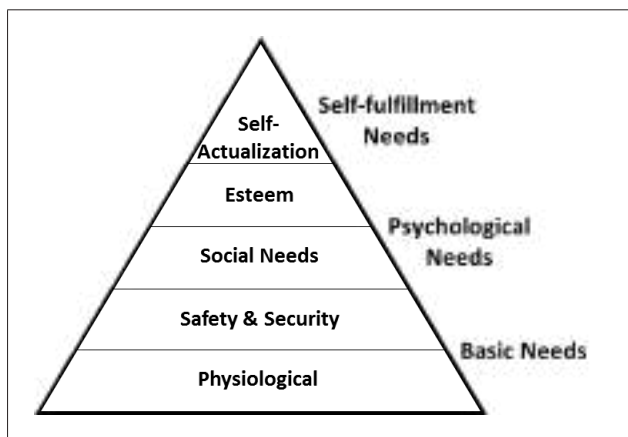 Self-fulfillment
Needs
Self-
Actualization
Esteem
Psychological
Needs
Social Needs
Safety & Security
Basic Needs
Physiological